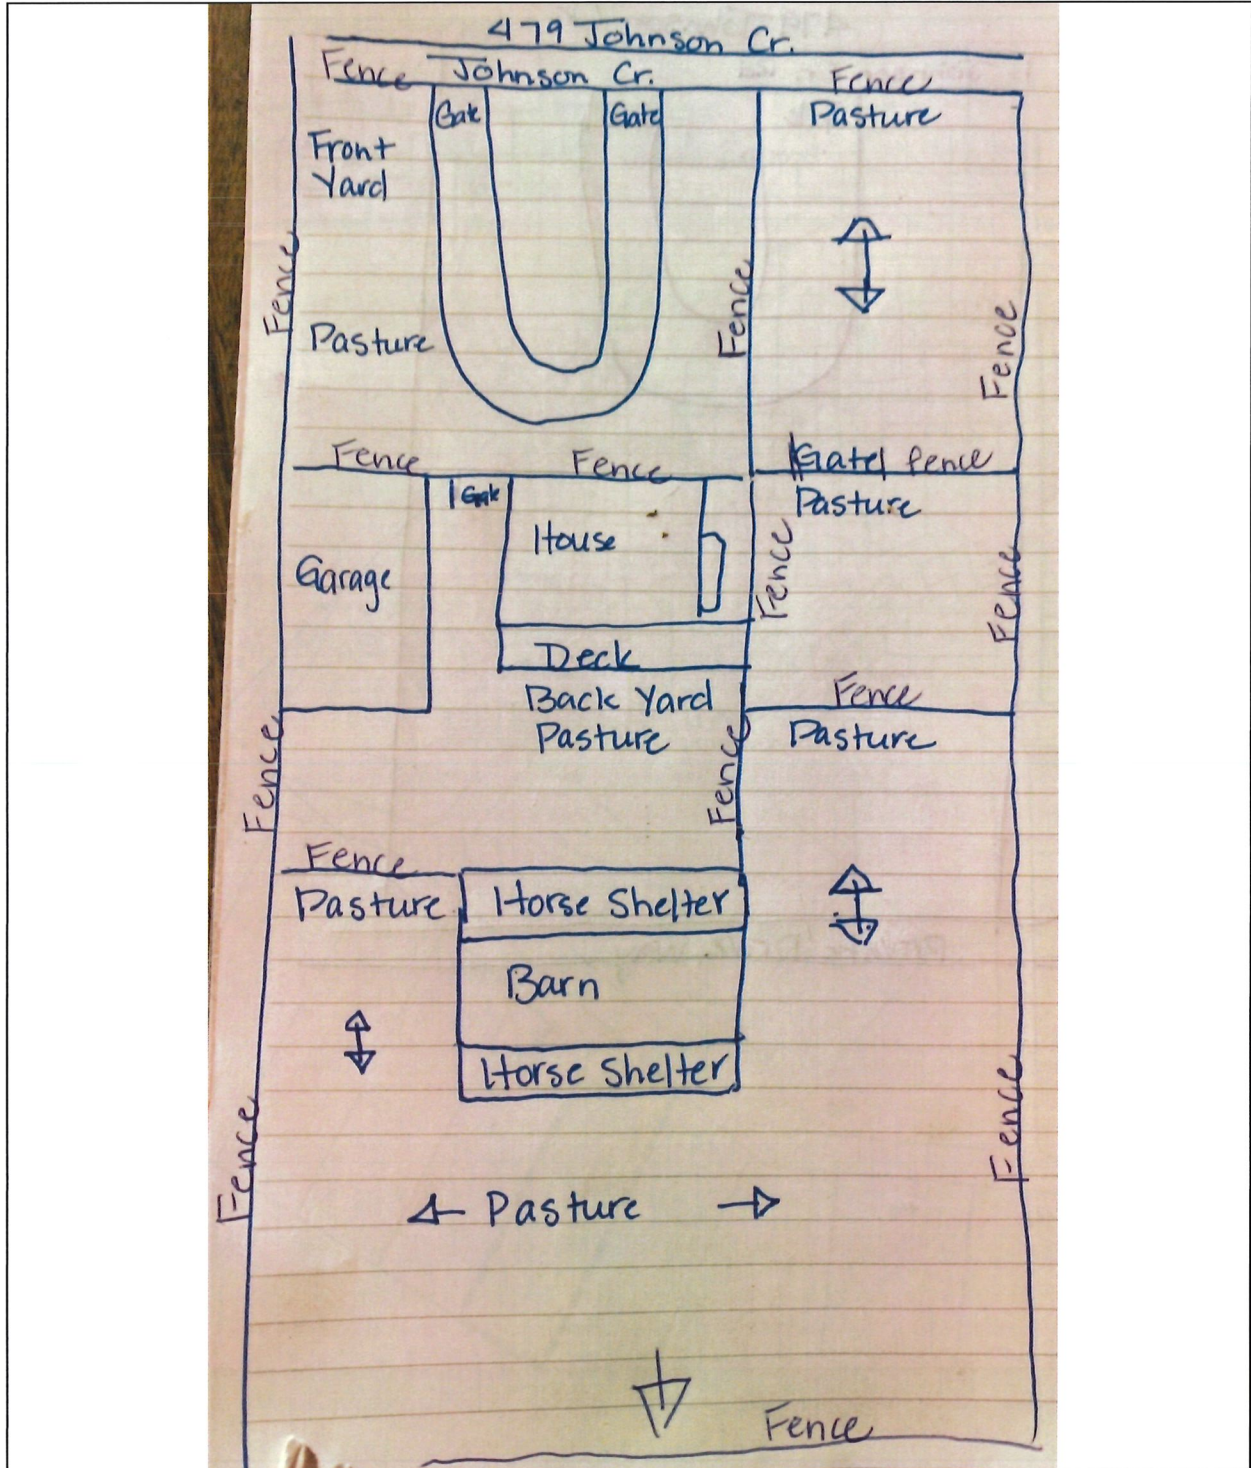 479 Johnson Cr.
Fence Johnson Cr. Fence
Gate Gate Pasture
Front
Yard
Fence
Fence
Fence
Pasture
Fence Fence Gate fence
Gate Pasture
House
Fence
Garage
Fence
Deck
Back Yard Fence
Pasture Pasture
Fence
Fence
Fence
Pasture Horse Shelter
Barn
Horse Shelter
Fence
Fence
Pasture
Fence